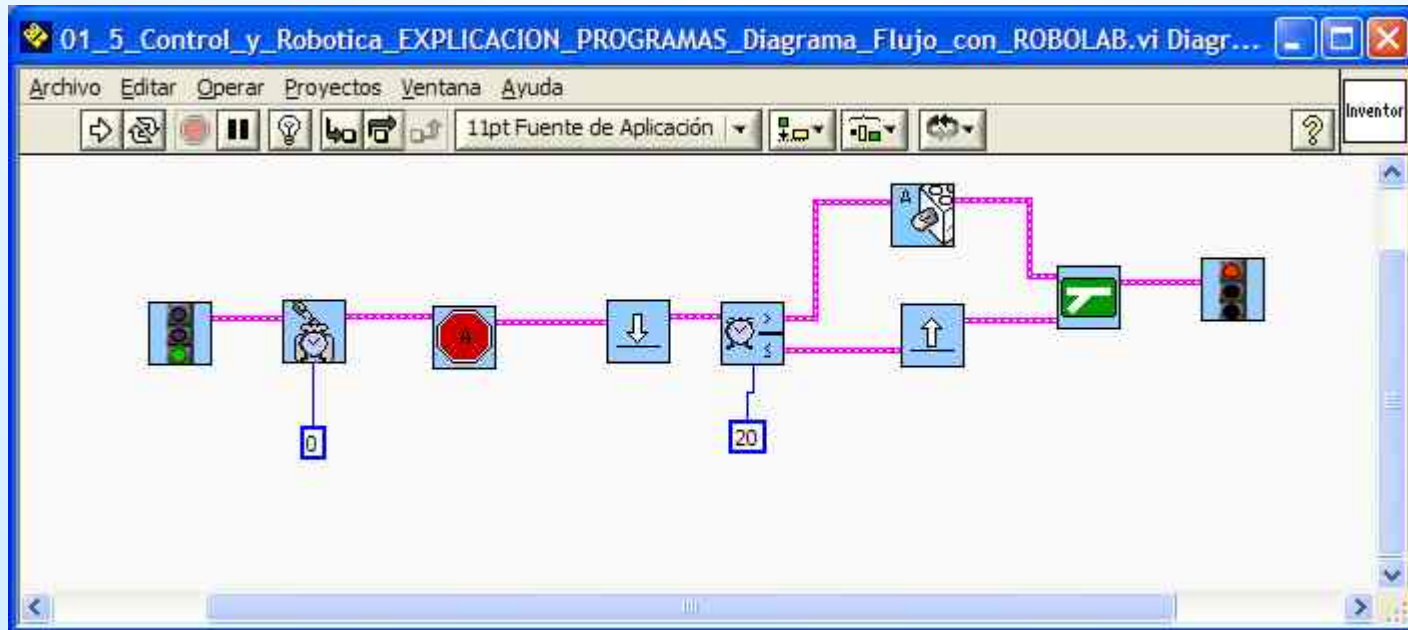 01_5_Control_y_Robotica_EXPLICACION_PROGRAMAS_Diagrama_Flujo_con_ROBOLAB.vi Diagr...
Archivo Editar Operar Proyectos Ventana Ayuda
11pt Fuente de Aplicación
?
Inventor
A
A
>
≤
0
20